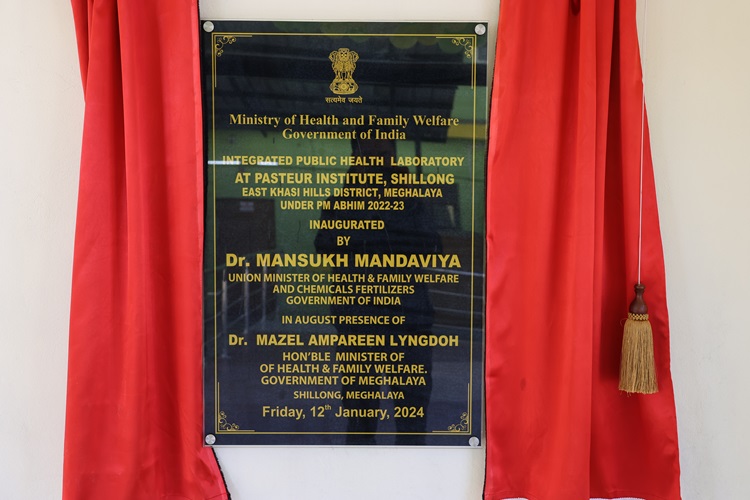 सत्यमेव जयते
Ministry of Health and Family Welfare
Government of India
INTEGRATED PUBLIC HEALTH LABORATORY
AT PASTEUR INSTITUTE, SHILLONG
EAST KHASI HILLS DISTRICT, MEGHALAYA
UNDER PM ABHIM 2022-23
INAUGURATED
BY
Dr. MANSUKH MANDAVIYA
UNION MINISTER OF HEALTH & FAMILY WELFARE
AND CHEMICALS FERTILIZERS
GOVERNMENT OF INDIA
IN AUGUST PRESENCE OF
Dr. MAZEL AMPAREEN LYNGDOH
HON'BLE MINISTER OF
OF HEALTH & FAMILY WELFARE.
GOVERNMENT OF MEGHALAYA
SHILLONG, MEGHALAYA
Friday, 12th January, 2024